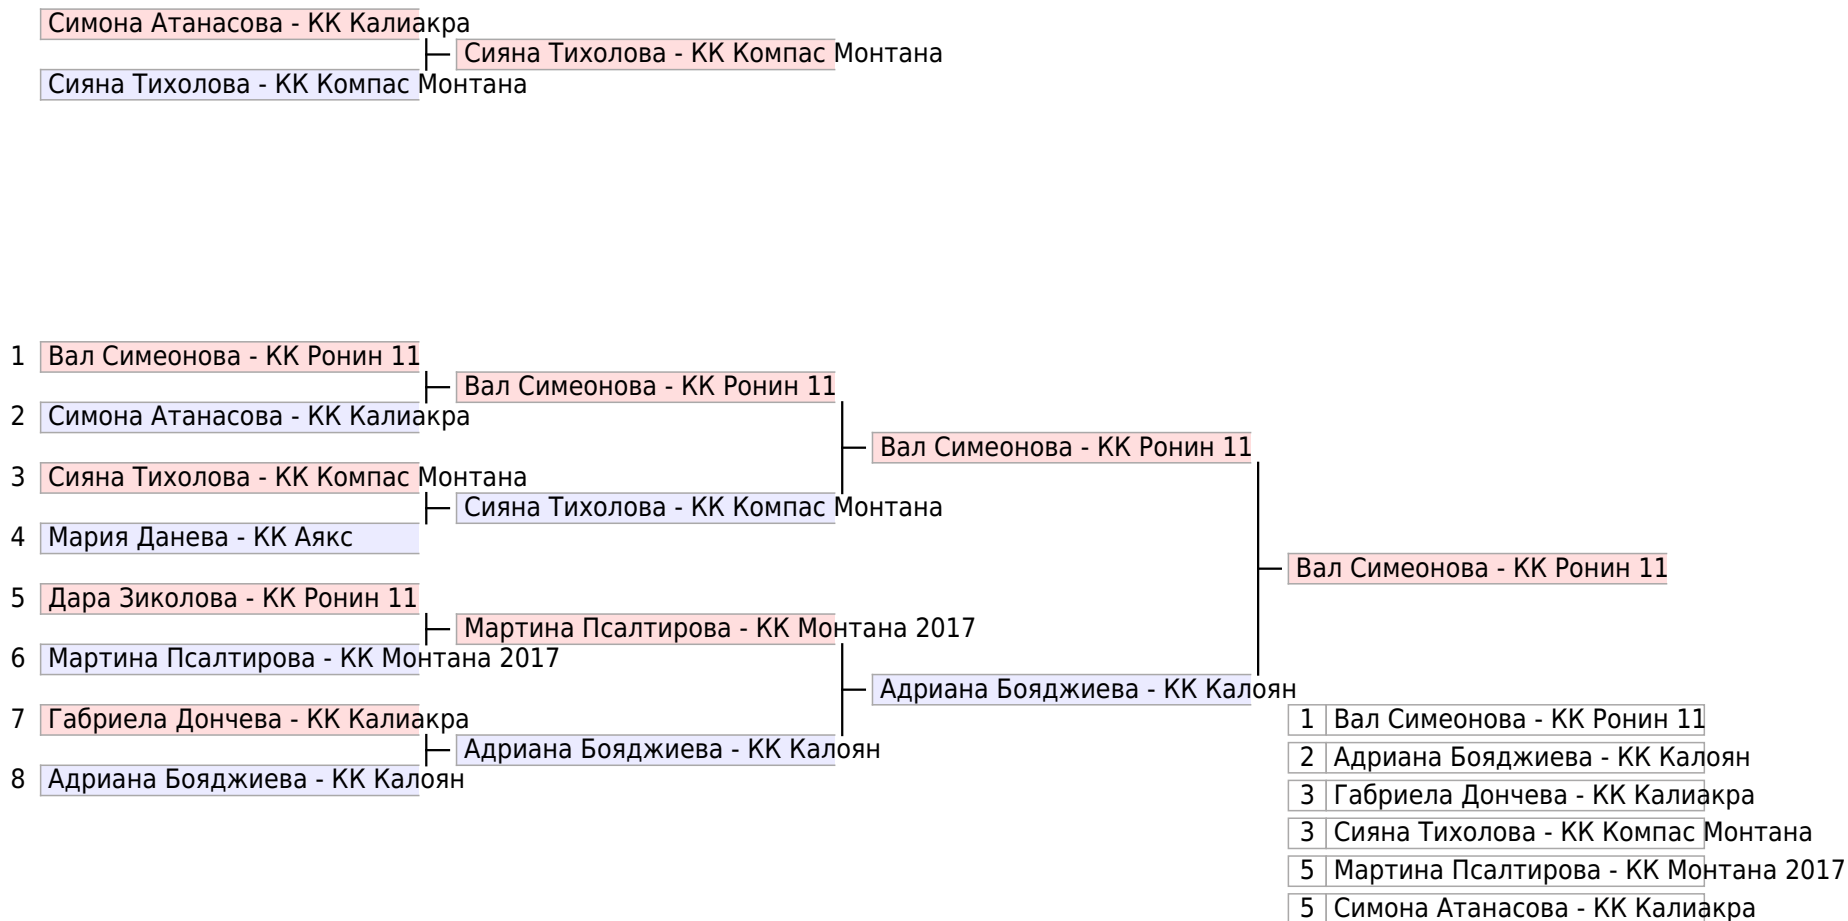 Симона Атанасова - КК Калиакра
Сияна Тихолова - КК Компас Монтана
Сияна Тихолова - КК Компас Монтана
1 Вал Симеонова - КК Ронин 11
Вал Симеонова - КК Ронин 11
2 Симона Атанасова - КК Калиакра
Вал Симеонова - КК Ронин 11
3 Сияна Тихолова - КК Компас Монтана
Сияна Тихолова - КК Компас Монтана
4 Мария Данева - КК Аякс
Вал Симеонова - КК Ронин 11
5 Дара Зиколова - КК Ронин 11
Мартина Псалтирова - КК Монтана 2017
6 Мартина Псалтирова - КК Монтана 2017
Адриана Бояджиева - КК Калоян
7 Габриела Дончева - КК Калиакра
Адриана Бояджиева - КК Калоян
8 Адриана Бояджиева - КК Калоян
1 Вал Симеонова - КК Ронин 11
2 Адриана Бояджиева - КК Калоян
3 Габриела Дончева - КК Калиакра
3 Сияна Тихолова - КК Компас Монтана
5 Мартина Псалтирова - КК Монтана 2017
5 Симона Атанасова - КК Калиакра